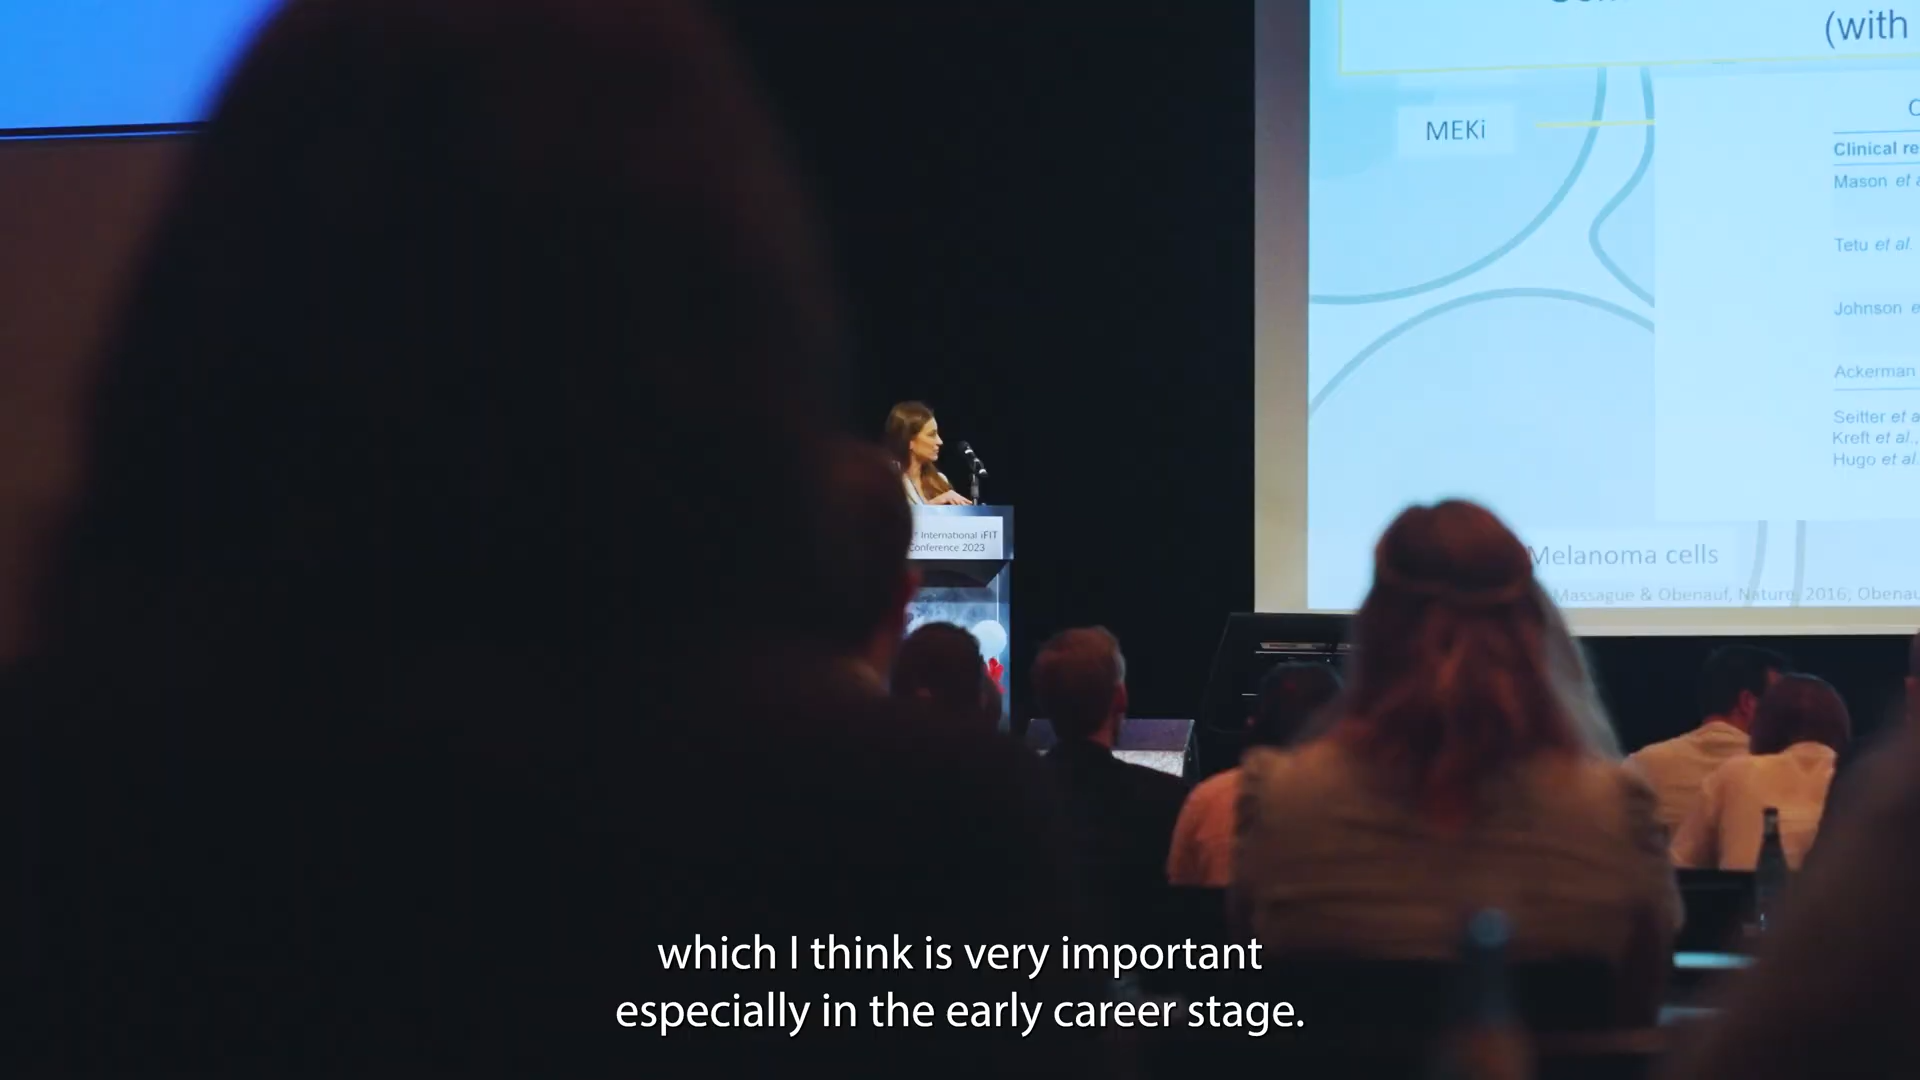 (with
MEKi
Clinical re
Mason et a
Tetu et al.
Johnson e
Ackerman
Seitter et a
Kreft et al.,
Hugo et al.
International iFIT
Conference 2023
Melanoma cells
Massague & Obenauf, Nature, 2016; Obenau
which I think is very important
especially in the early career stage.